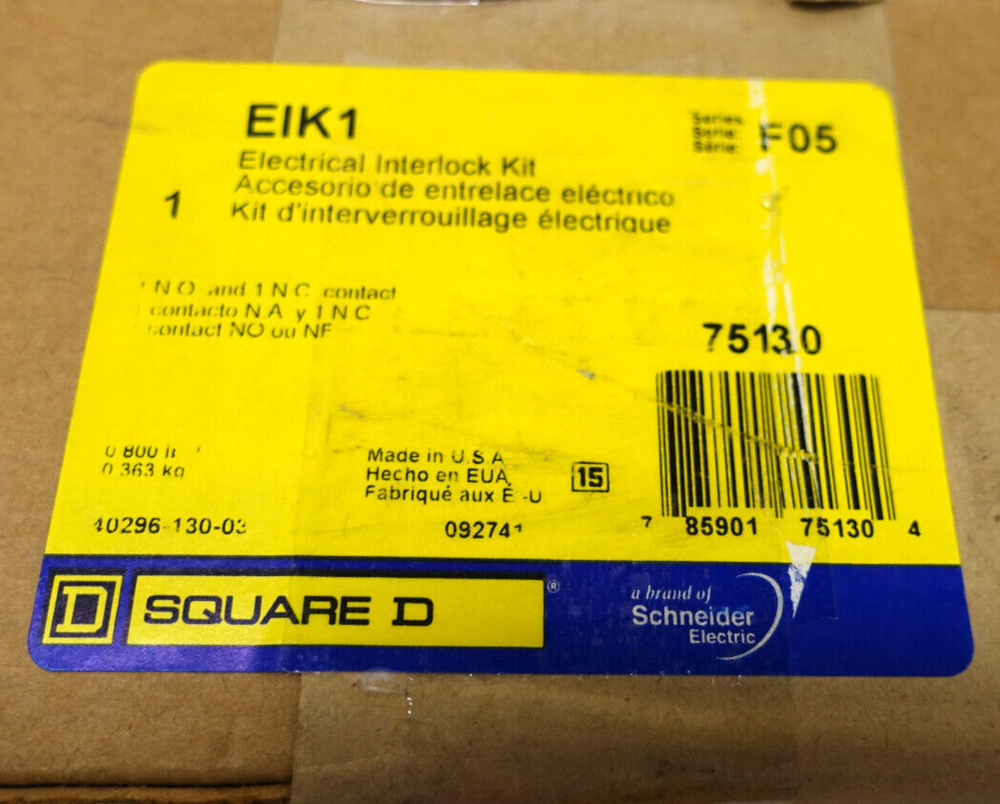 EIK1
Series
Serie:
Série:
F05
Electrical Interlock Kit
Accesorio de entrelace eléctrico
1
Kit d'interverrouillage électrique
1 N O and 1 N C contact
contacto N A y 1 N C
contact NO ou NF
75130
0 800
0 363 kg
Made in U.S.A
Hecho en EUA
Fabriqué aux É -U
15
40296-130-03
092741
7 85901 75130 4
D SQUARE D ®
a brand of
Schneider
Electric